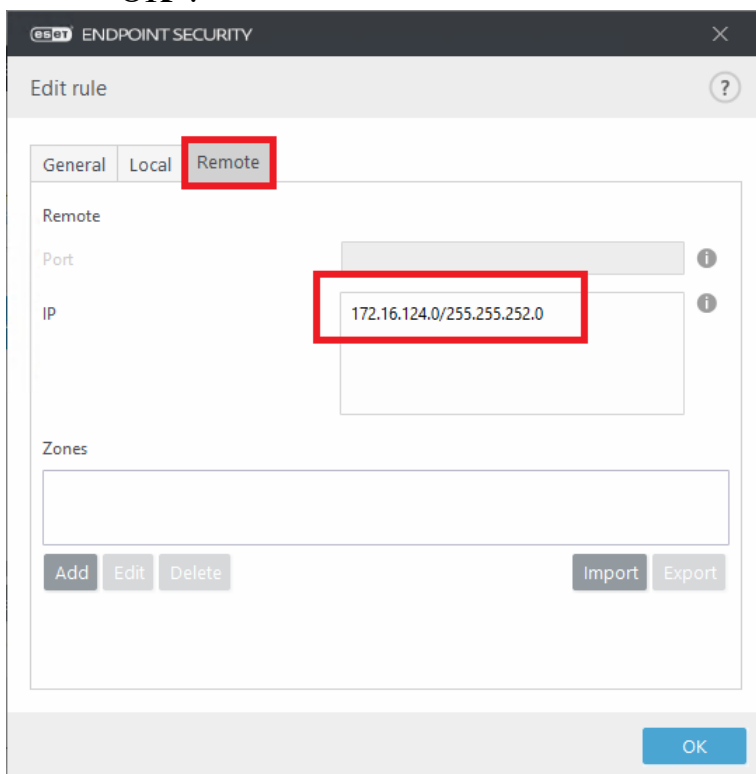 eset ENDPOINT SECURITY
Edit rule
?
General Local Remote
Remote
Port
IP 172.16.124.0/255.255.252.0
Zones
Add Edit Delete Import Export
OK